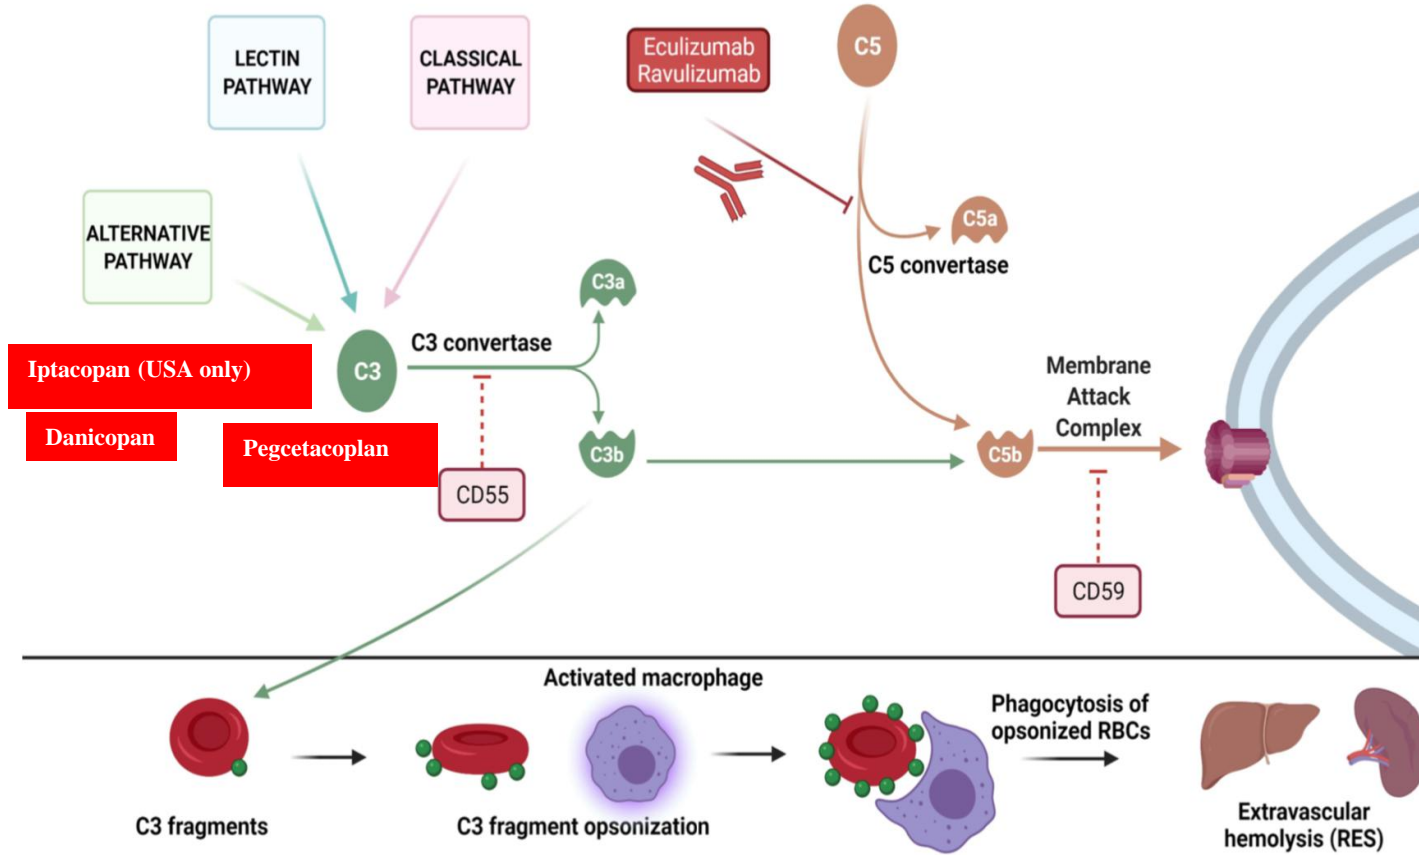 LECTIN
PATHWAY
CLASSICAL
PATHWAY
Eculizumab
Ravulizumab
C5
ALTERNATIVE
PATHWAY
C5a
C5 convertase
C3a
C3 convertase
C3
Iptacopan (USA only)
Danicopan
Pegcetacoplan
CD55
C3b
C5b
Membrane
Attack
Complex
CD59
Activated macrophage
Phagocytosis of
opsonized RBCs
C3 fragments
C3 fragment opsonization
Extravascular
hemolysis (RES)